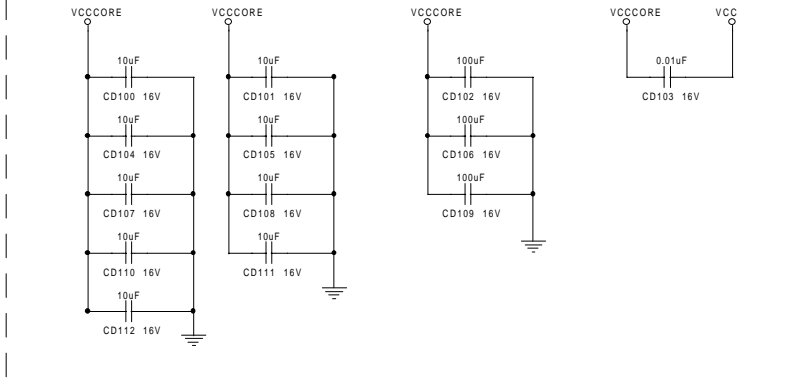 VCCCORE
10uF
CD100 16V
10uF
CD104 16V
10uF
CD107 16V
10uF
CD110 16V
10uF
CD112 16V
VCCCORE
10uF
CD101 16V
10uF
CD105 16V
10uF
CD108 16V
10uF
CD111 16V
VCCCORE
100uF
CD102 16V
100uF
CD106 16V
100uF
CD109 16V
VCCCORE
VCC
0.01uF
CD103 16V